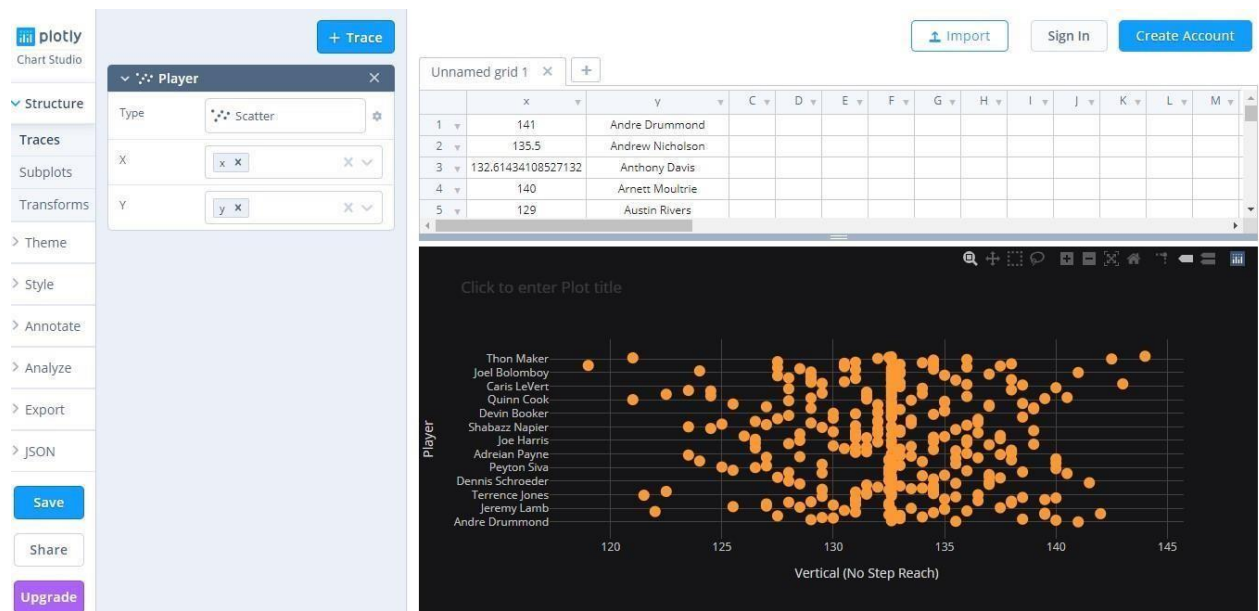 plotly
Chart Studio
Structure
Traces
Subplots
Transforms
Theme
Style
Annotate
Analyze
Export
JSON
Save
Share
Upgrade
+ Trace
Player
Type
Scatter
X
x
Y
y
Import
Sign In
Create Account
Unnamed grid 1
x y C D E F G H I J K L M
1 141 Andre Drummond
2 135.5 Andrew Nicholson
3 132.61434108527132 Anthony Davis
4 140 Arnett Moultrie
5 129 Austin Rivers
Click to enter Plot title
Player
Thon Maker
Joel Bolomboy
Caris LeVert
Quinn Cook
Devin Booker
Shabazz Napier
Joe Harris
Adreian Payne
Peyton Siva
Dennis Schroeder
Terrence Jones
Jeremy Lamb
Andre Drummond
120 125 130 135 140 145
Vertical (No Step Reach)